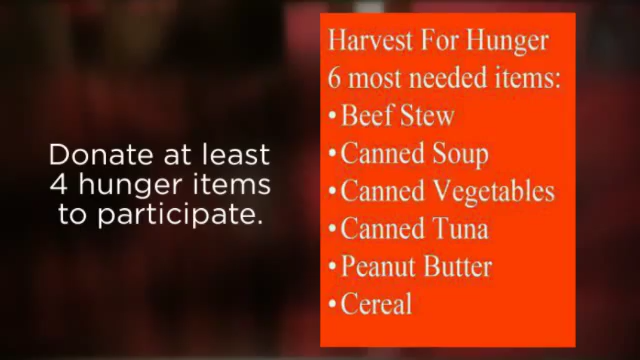 Donate at least
4 hunger items
to participate.
Harvest For Hunger
6 most needed items:
•Beef Stew
•Canned Soup
•Canned Vegetables
•Canned Tuna
•Peanut Butter
•Cereal